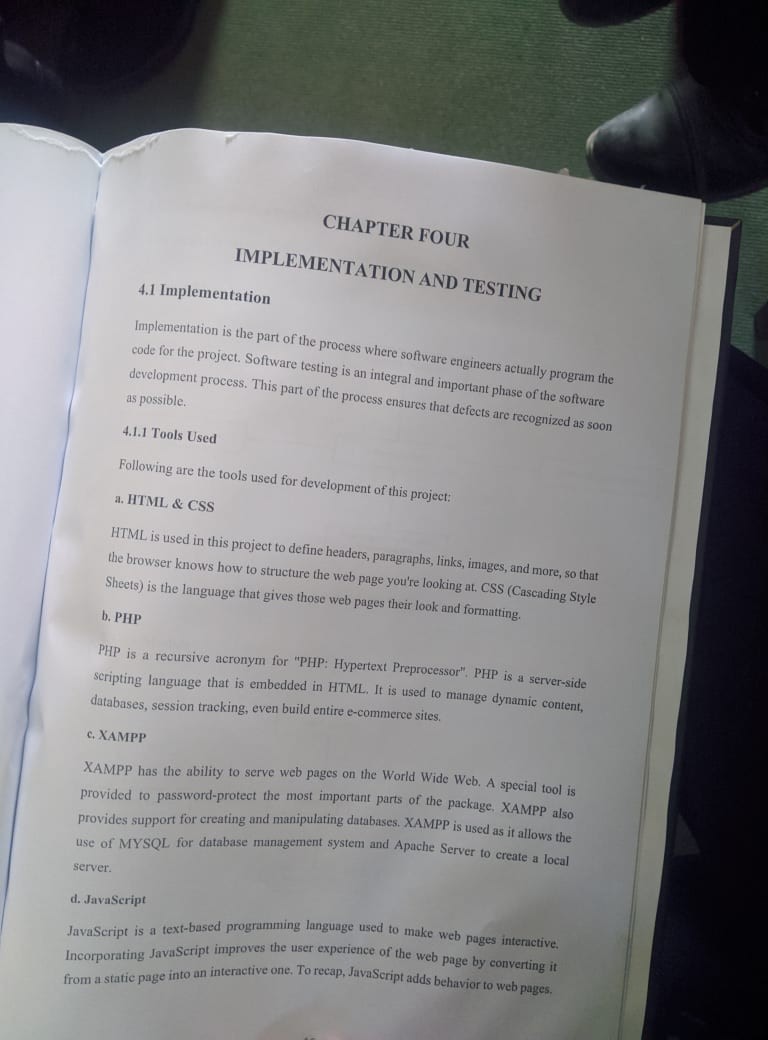 CHAPTER FOUR
IMPLEMENTATION AND TESTING
4.1 Implementation
Implementation is the part of the process where software engineers actually program the
code for the project. Software testing is an integral and important phase of the software
development process. This part of the process ensures that defects are recognized as soon
as possible.
4.1.1 Tools Used
Following are the tools used for development of this project:
a. HTML & CSS
HTML is used in this project to define headers, paragraphs, links, images, and more, so that
the browser knows how to structure the web page you're looking at. CSS (Cascading Style
Sheets) is the language that gives those web pages their look and formatting.
b. PHP
PHP is a recursive acronym for "PHP: Hypertext Preprocessor". PHP is a server-side
scripting language that is embedded in HTML. It is used to manage dynamic content,
databases, session tracking, even build entire e-commerce sites.
c. XAMPP
XAMPP has the ability to serve web pages on the World Wide Web. A special tool is
provided to password-protect the most important parts of the package. XAMPP also
provides support for creating and manipulating databases. XAMPP is used as it allows the
use of MYSQL for database management system and Apache Server to create a local
server.
d. JavaScript
JavaScript is a text-based programming language used to make web pages interactive.
Incorporating JavaScript improves the user experience of the web page by converting it
from a static page into an interactive one. To recap, JavaScript adds behavior to web pages.